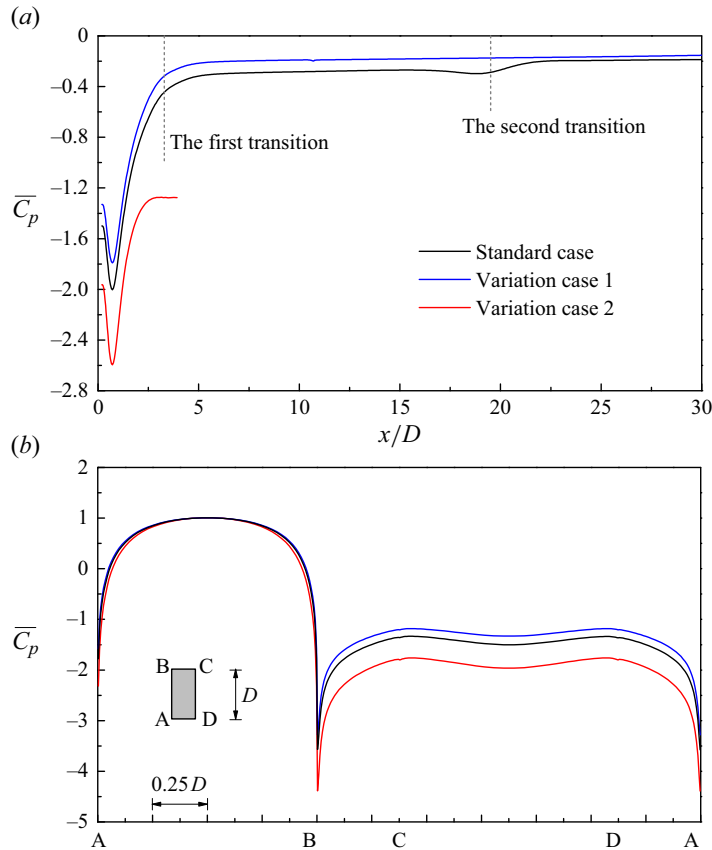 (a)
0
–0.4
–0.8
–1.2
–1.6
–2.0
–2.4
–2.8
C_p
The first transition
The second transition
Standard case
Variation case 1
Variation case 2
0 5 10 15 20 25 30
x/D
(b)
2
1
0
–1
–2
–3
–4
–5
C_p
B C
A D
D
0.25D
A B C D A